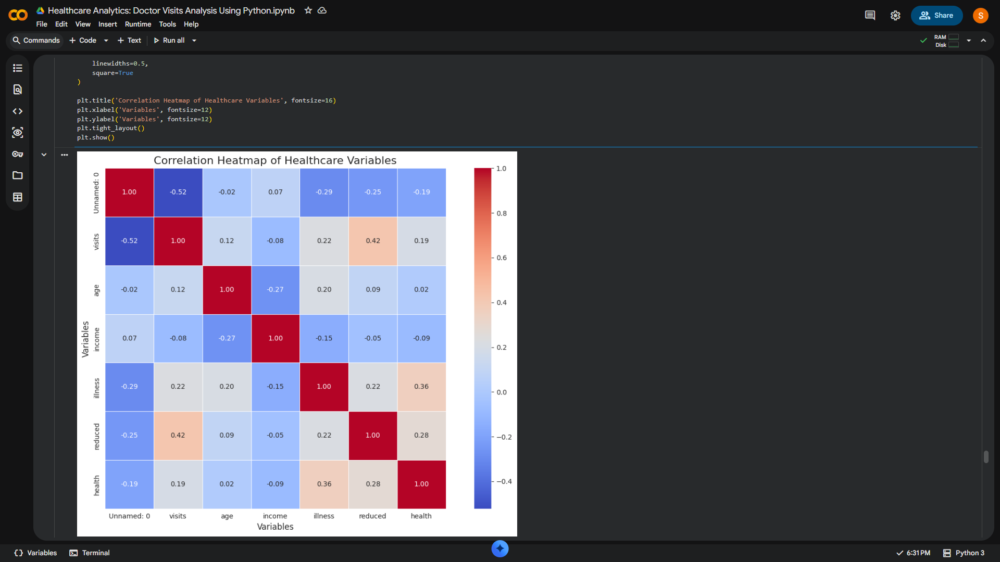 Healthcare Analytics: Doctor Visits Analysis Using Python.ipynb
File Edit View Insert Runtime Tools Help
Share
S
Commands + Code + Text Run all
RAM
Disk
linewidths=0.5,
square=True
)
plt.title('Correlation Heatmap of Healthcare Variables', fontsize=16)
plt.xlabel('Variables', fontsize=12)
plt.ylabel('Variables', fontsize=12)
plt.tight_layout()
plt.show()
Correlation Heatmap of Healthcare Variables
Unnamed: 0 1.00 -0.52 -0.02 0.07 -0.29 -0.25 -0.19
visits -0.52 1.00 0.12 -0.08 0.22 0.42 0.19
age -0.02 0.12 1.00 -0.27 0.20 0.09 0.02
Variables
income 0.07 -0.08 -0.27 1.00 -0.15 -0.05 -0.09
illness -0.29 0.22 0.20 -0.15 1.00 0.22 0.36
reduced -0.25 0.42 0.09 -0.05 0.22 1.00 0.28
health -0.19 0.19 0.02 -0.09 0.36 0.28 1.00
Unnamed: 0 visits age income illness reduced health
Variables
1.0
0.8
0.6
0.4
0.2
0.0
−0.2
−0.4
{} Variables Terminal
6:31 PM Python 3